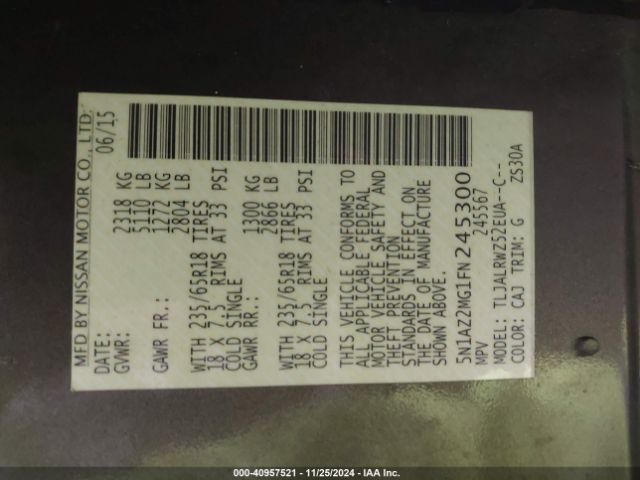 MFD BY NISSAN MOTOR CO., LTD.
DATE: 06/15
GVWR: 2318 KG
5110 LB
GAWR FR.: 1272 KG
2804 LB
WITH 235/65R18 TIRES
18 X 7.5 RIMS AT 33 PSI
COLD SINGLE
GAWR RR.: 1300 KG
2866 LB
WITH 235/65R18 TIRES
18 X 7.5 RIMS AT 33 PSI
COLD SINGLE
THIS VEHICLE CONFORMS TO
ALL APPLICABLE FEDERAL
MOTOR VEHICLE SAFETY AND
THEFT PREVENTION
STANDARDS IN EFFECT ON
THE DATE OF MANUFACTURE
SHOWN ABOVE.
5N1AZ2MG1FN245300
MPV 245567
MODEL: TLJALRWZ52EUA--C--
COLOR: CAJ TRIM: G ZS30A
000-40957521 - 11/25/2024 - IAA Inc.